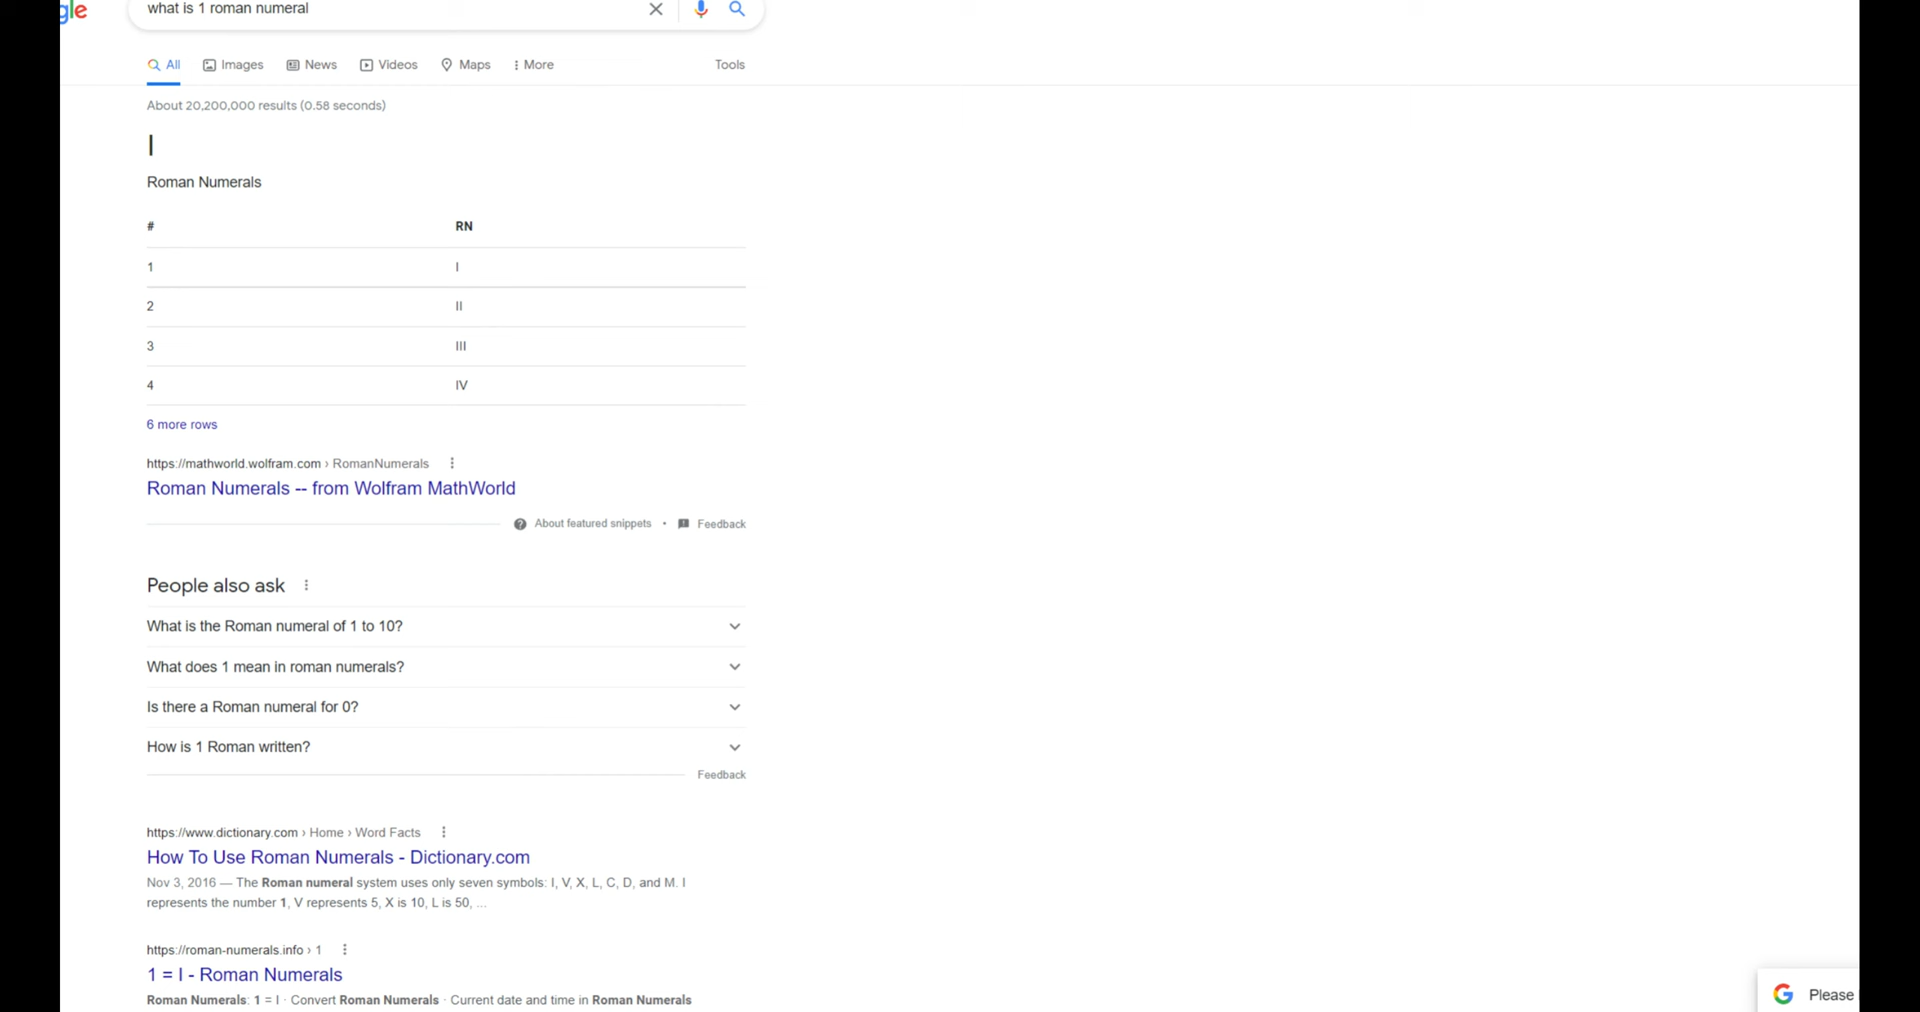 gle
what is 1 roman numeral
All Images News Videos Maps More Tools
About 20,200,000 results (0.58 seconds)
I
Roman Numerals
# RN
1 I
2 II
3 III
4 IV
6 more rows
https://mathworld.wolfram.com › RomanNumerals
Roman Numerals -- from Wolfram MathWorld
About featured snippets • Feedback
People also ask
What is the Roman numeral of 1 to 10?
What does 1 mean in roman numerals?
Is there a Roman numeral for 0?
How is 1 Roman written?
Feedback
https://www.dictionary.com › Home › Word Facts
How To Use Roman Numerals - Dictionary.com
Nov 3, 2016 — The Roman numeral system uses only seven symbols: I, V, X, L, C, D, and M. I
represents the number 1, V represents 5, X is 10, L is 50, ...
https://roman-numerals.info › 1
1 = I - Roman Numerals
Roman Numerals: 1 = I · Convert Roman Numerals · Current date and time in Roman Numerals
G Please